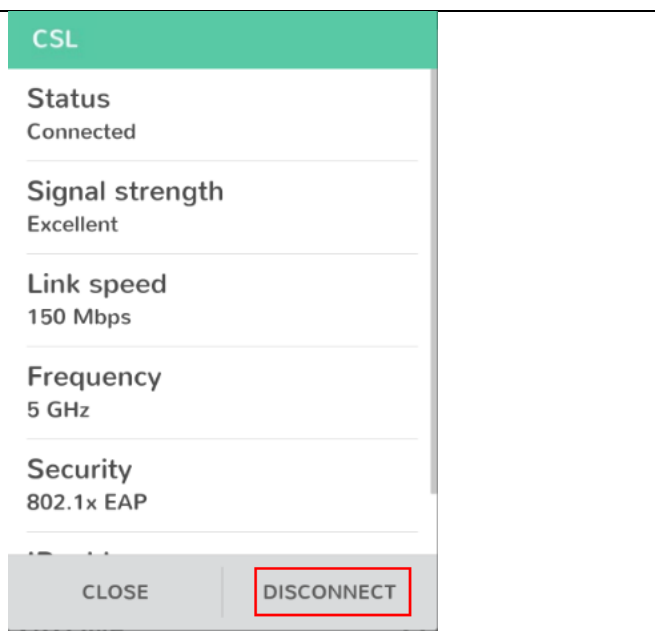 CSL
Status
Connected
Signal strength
Excellent
Link speed
150 Mbps
Frequency
5 GHz
Security
802.1x EAP
CLOSE DISCONNECT